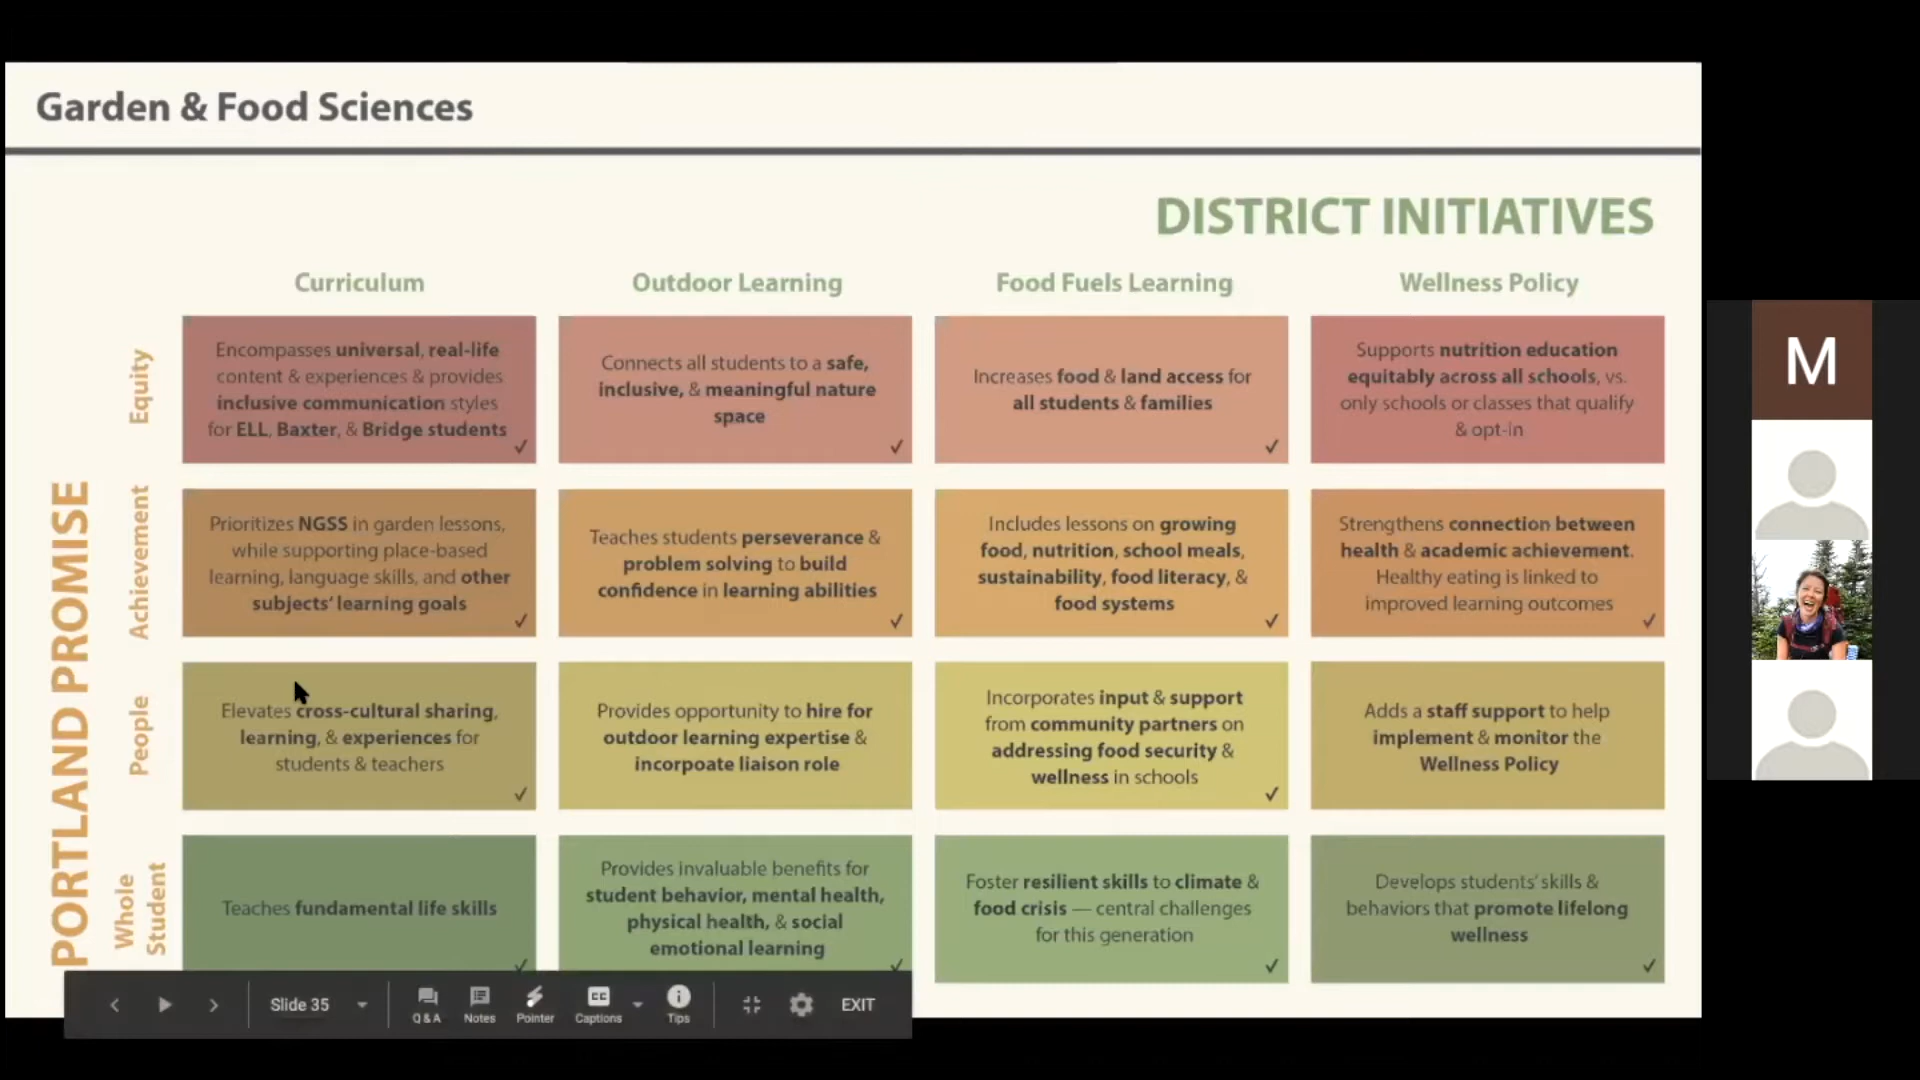 Garden & Food Sciences
DISTRICT INITIATIVES
Curriculum
Outdoor Learning
Food Fuels Learning
Wellness Policy
PORTLAND PROMISE
Equity
Encompasses universal, real-life
content & experiences & provides
inclusive communication styles
for ELL, Baxter, & Bridge students
✓
Connects all students to a safe,
inclusive, & meaningful nature
space
✓
Increases food & land access for
all students & families
✓
Supports nutrition education
equitably across all schools, vs.
only schools or classes that qualify
& opt-in
Achievement
Prioritizes NGSS in garden lessons,
while supporting place-based
learning, language skills, and other
subjects' learning goals
✓
Teaches students perseverance &
problem solving to build
confidence in learning abilities
✓
Includes lessons on growing
food, nutrition, school meals,
sustainability, food literacy, &
food systems
✓
Strengthens connection between
health & academic achievement.
Healthy eating is linked to
improved learning outcomes
✓
People
Elevates cross-cultural sharing,
learning, & experiences for
students & teachers
✓
Provides opportunity to hire for
outdoor learning expertise &
incorpoate liaison role
Incorporates input & support
from community partners on
addressing food security &
wellness in schools
✓
Adds a staff support to help
implement & monitor the
Wellness Policy
Whole
Student
Teaches fundamental life skills
✓
Provides invaluable benefits for
student behavior, mental health,
physical health, & social
emotional learning
✓
Foster resilient skills to climate &
food crisis — central challenges
for this generation
✓
Develops students' skills &
behaviors that promote lifelong
wellness
✓
Slide 35
Q & A
Notes
Pointer
CC
Captions
Tips
EXIT
M